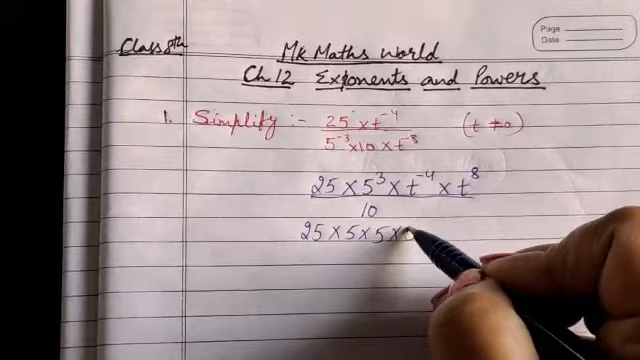 Page
Date
Class 8th
MK Maths World
Ch 12 Exponents and Powers
1. Simplify :- 25 × t⁻⁴ / 5⁻³ × 10 × t⁻⁸ (t ≠ 0)
25 × 5³ × t⁻⁴ × t⁸
10
25 × 5 × 5 ×